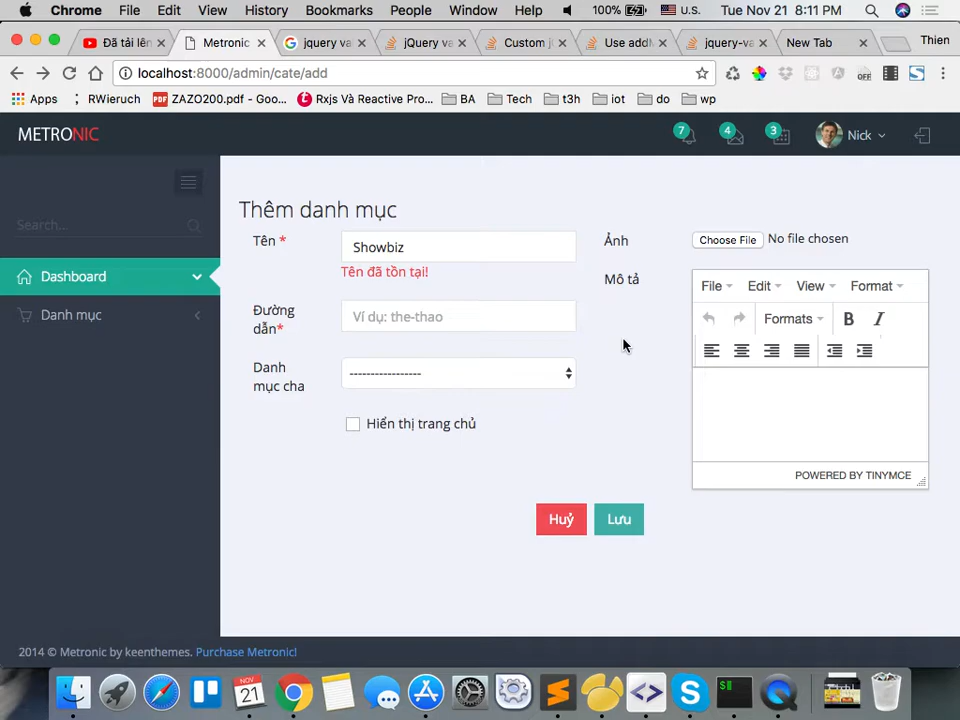 Chrome File Edit View History Bookmarks People Window Help 100% U.S. Tue Nov 21 8:11 PM
Đã tải lên Metronic jquery va jQuery va Custom j Use addM jquery-va New Tab Thien
localhost:8000/admin/cate/add
Apps RWieruch ZAZO200.pdf - Goo... Rxjs Và Reactive Pro... BA Tech t3h iot do wp
METRONIC 7 4 3 Nick
Search...
Dashboard
Danh mục
Thêm danh mục
Tên *
Showbiz
Tên đã tồn tại!
Đường dẫn*
Ví dụ: the-thao
Danh mục cha
-----------------
Hiển thị trang chủ
Ảnh
Choose File No file chosen
Mô tả
File Edit View Format
Formats B I
POWERED BY TINYMCE
Huỷ Lưu
2014 © Metronic by keenthemes. Purchase Metronic!
21